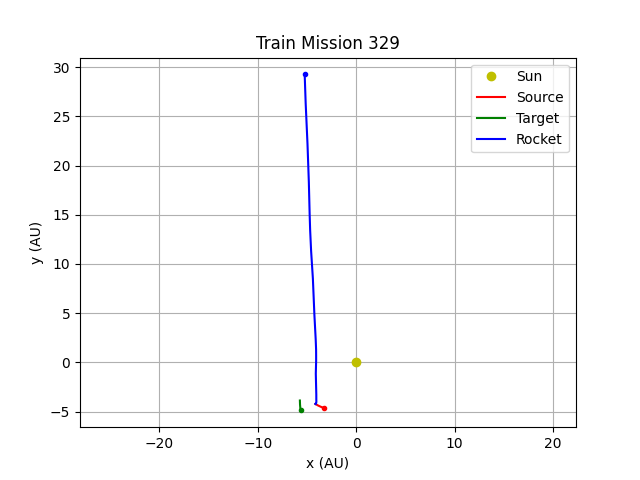 Train Mission 329
Sun
Source
Target
Rocket
y (AU)
30
25
20
15
10
5
0
−5
−20
−10
0
10
20
x (AU)